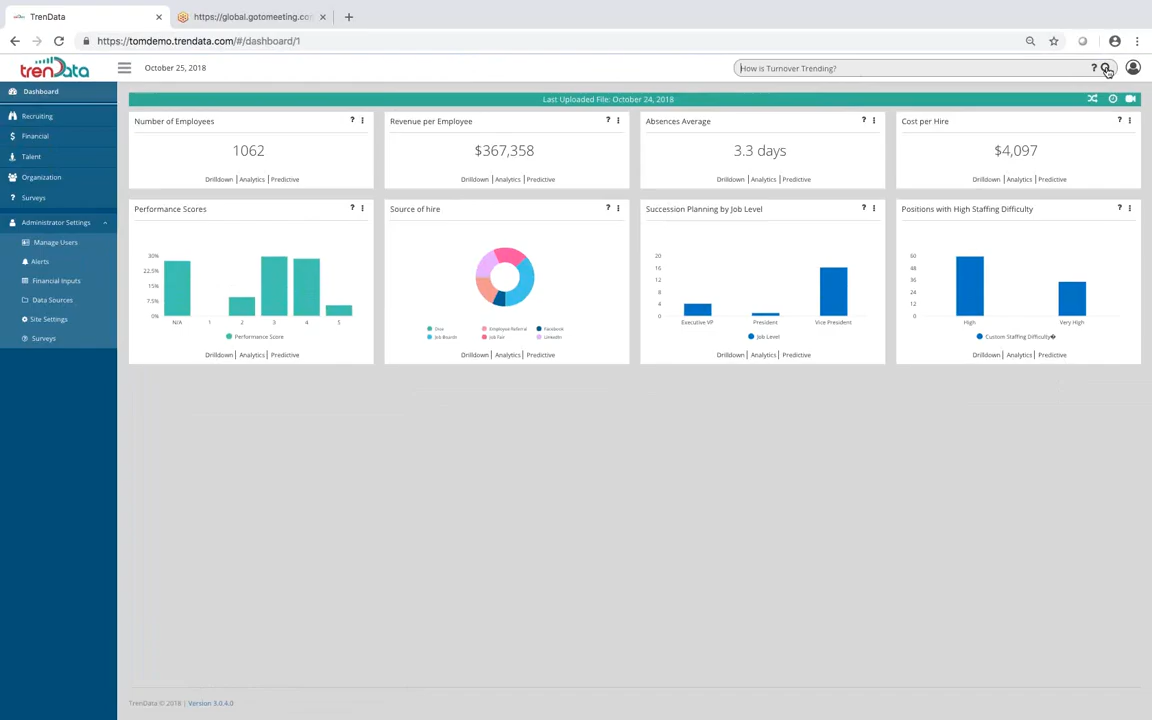 TrenData
https://global.gotomeeting.co
https://tomdemo.trendata.com/#/dashboard/1
trenData
October 25, 2018
How is Turnover Trending?
?
Dashboard
Recruiting
Financial
Talent
Organization
Surveys
Administrator Settings
Manage Users
Alerts
Financial Inputs
Data Sources
Site Settings
Surveys
Last Uploaded File: October 24, 2018
Number of Employees
?
1062
Drilldown | Analytics | Predictive
Revenue per Employee
?
$367,358
Drilldown | Analytics | Predictive
Absences Average
?
3.3 days
Drilldown | Analytics | Predictive
Cost per Hire
?
$4,097
Drilldown | Analytics | Predictive
Performance Scores
?
30%
22.5%
15%
7.5%
0%
N/A 1 2 3 4 5
Performance Score
Drilldown | Analytics | Predictive
Source of hire
?
Dice Employee Referral Facebook
Job Boards Job Fair LinkedIn
Drilldown | Analytics | Predictive
Succession Planning by Job Level
?
20
16
12
8
4
0
Executive VP President Vice President
Job Level
Drilldown | Analytics | Predictive
Positions with High Staffing Difficulty
?
60
48
36
24
12
0
High Very High
Custom Staffing Difficulty�
Drilldown | Analytics | Predictive
TrenData © 2018 | Version 3.0.4.0